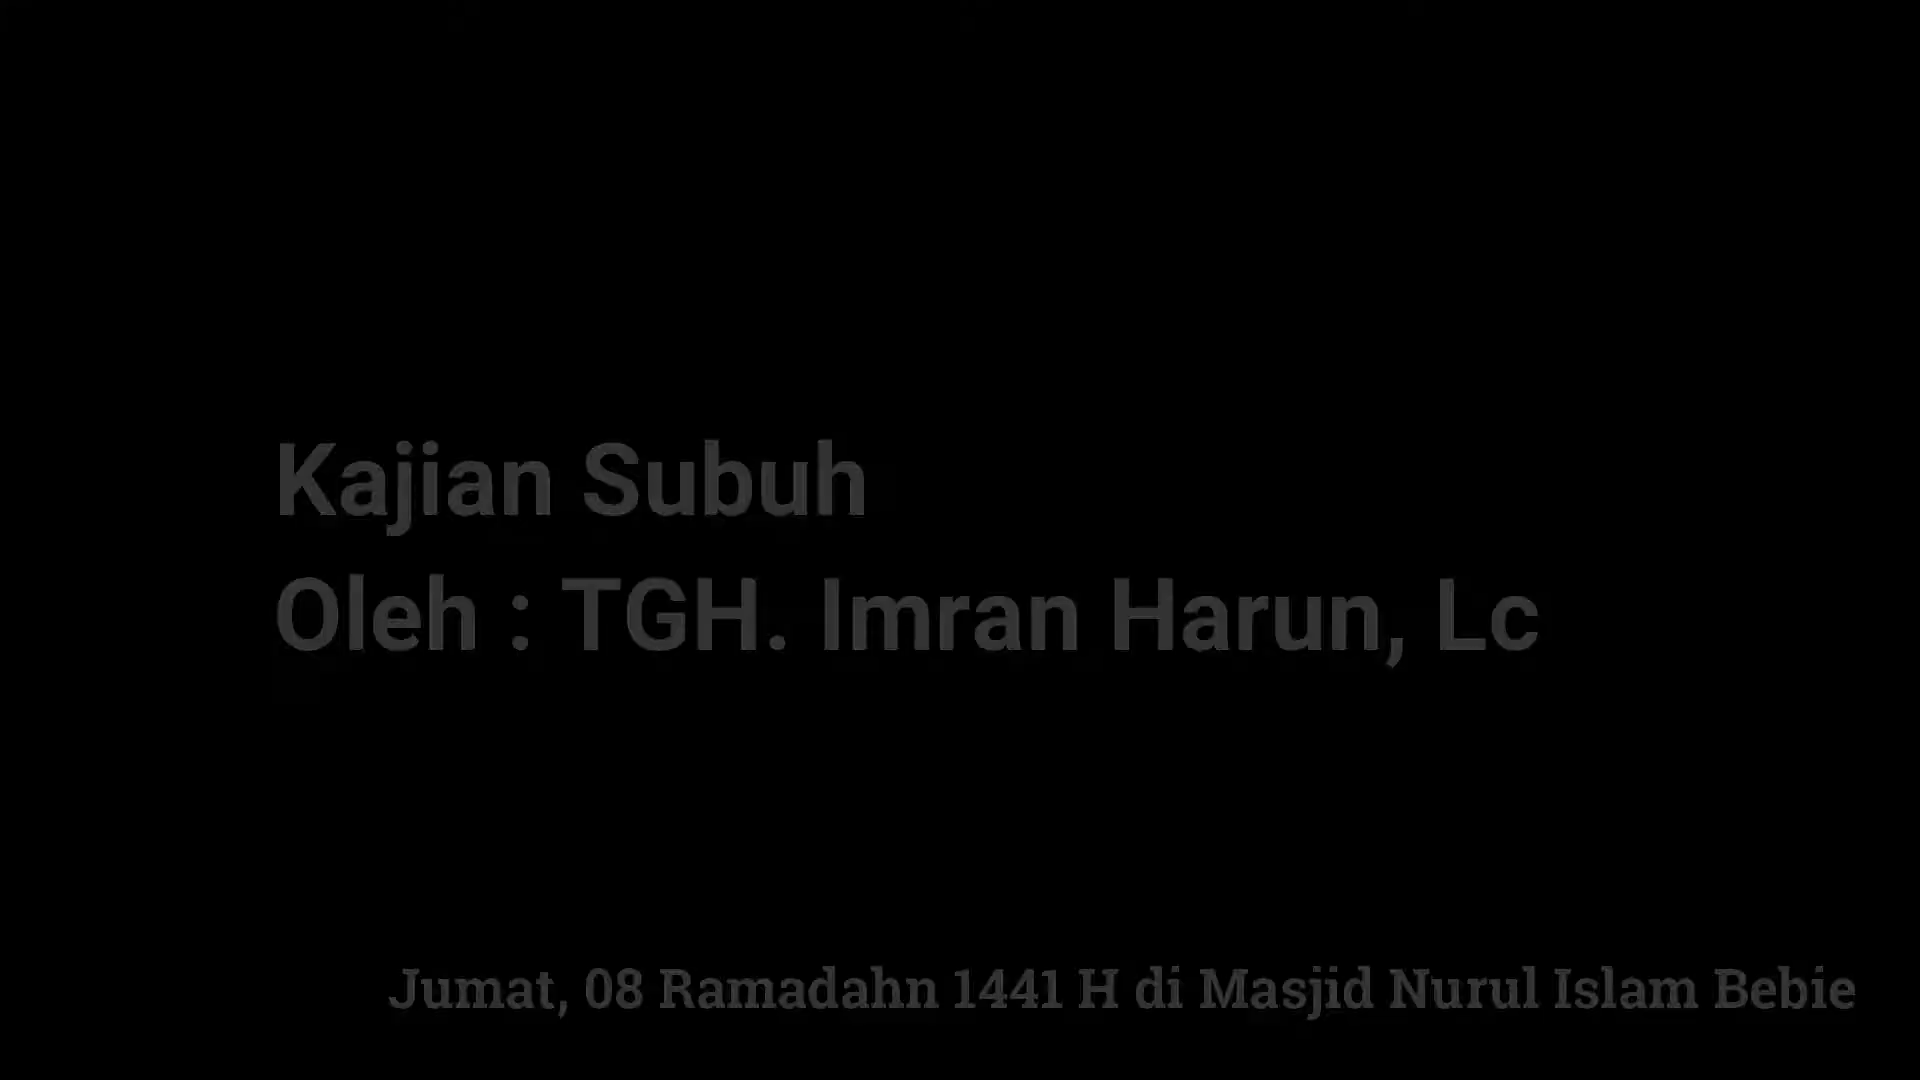 Kajian Subuh
Oleh : TGH. Imran Harun, Lc
Jumat, 08 Ramadahn 1441 H di Masjid Nurul Islam Bebie